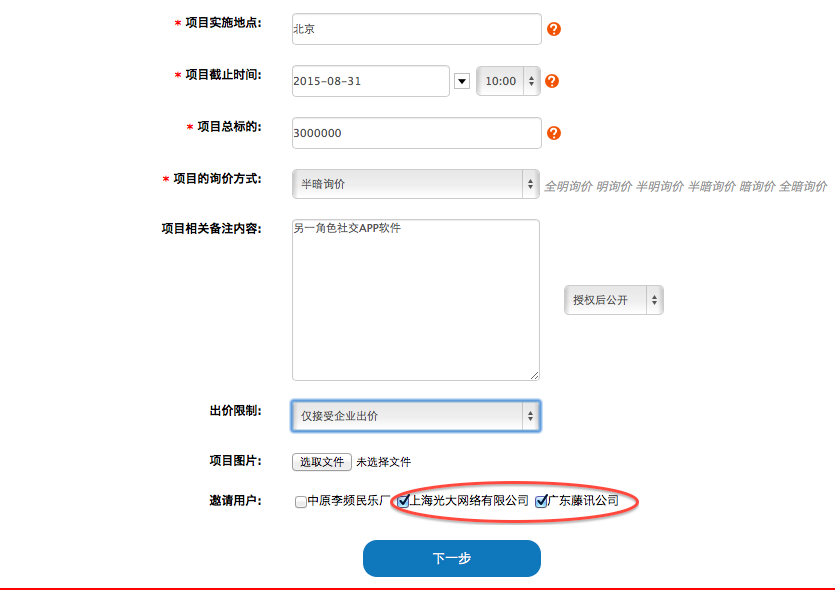 * 项目实施地点: 北京
* 项目截止时间: 2015-08-31 10:00
* 项目总标的: 3000000
* 项目的询价方式: 半暗询价 全明询价 明询价 半明询价 半暗询价 暗询价 全暗询价
项目相关备注内容: 另一角色社交APP软件
授权后公开
出价限制: 仅接受企业出价
项目图片: 选取文件 未选择文件
邀请用户: 中原李频民乐厂 上海光大网络有限公司 广东藤讯公司
下一步